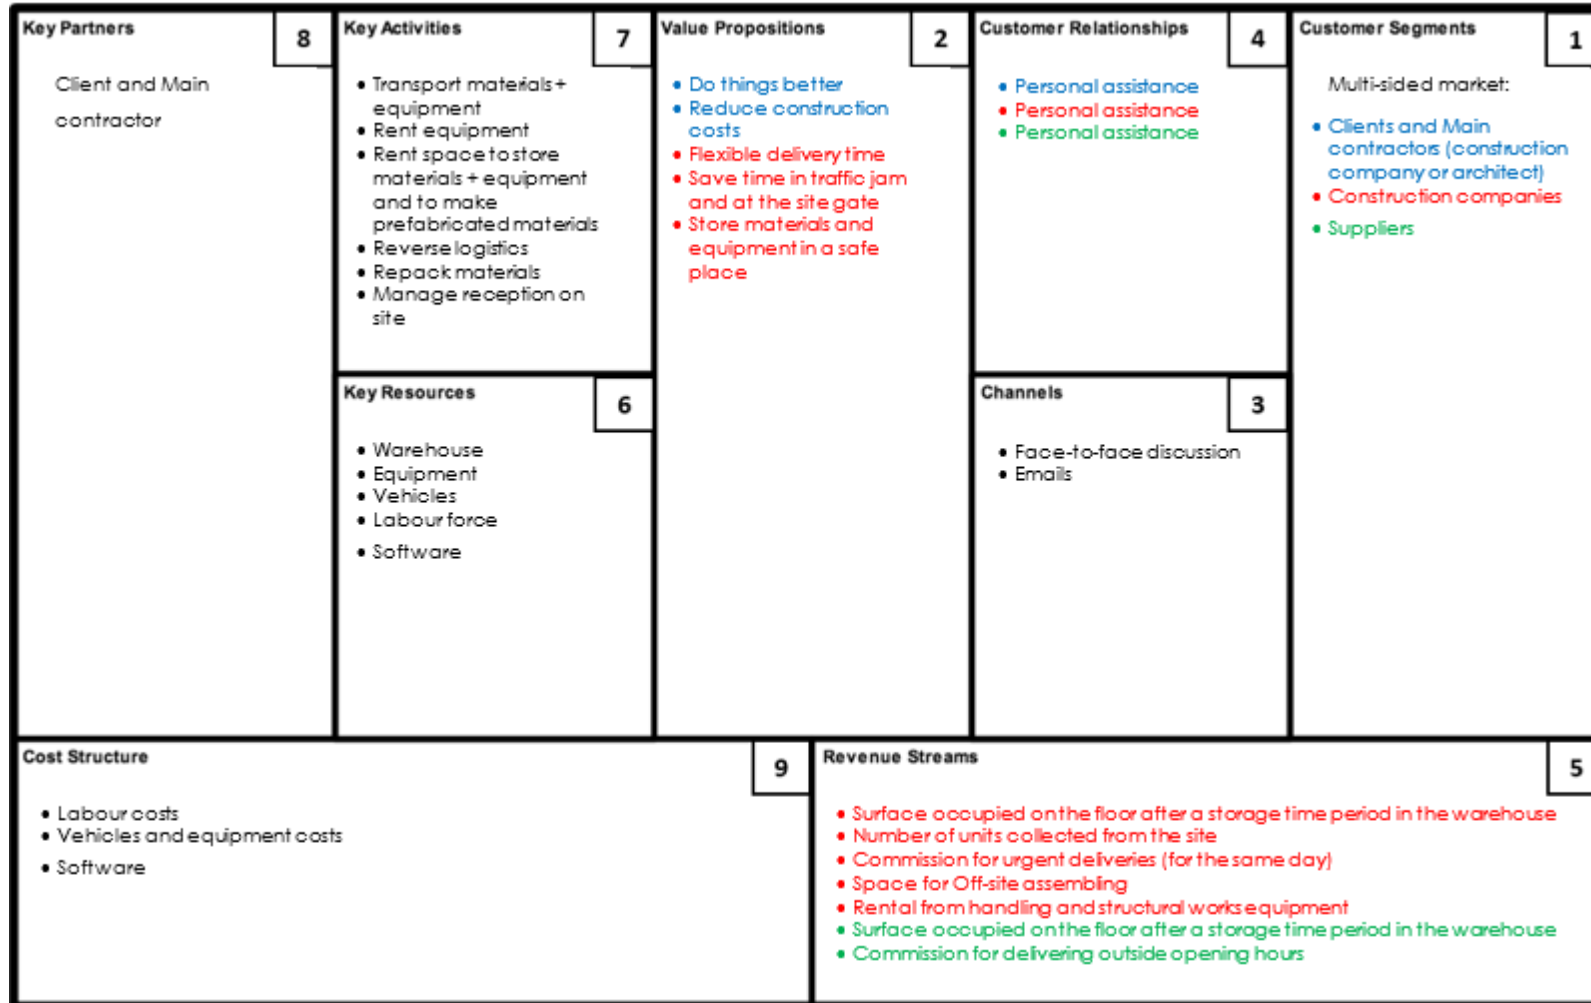 Key Partners
8
Client and Main
contractor
Key Activities
7
• Transport materials +
equipment
• Rent equipment
• Rent space to store
materials + equipment
and to make
prefabricated materials
• Reverse logistics
• Repack materials
• Manage reception on
site
Key Resources
6
• Warehouse
• Equipment
• Vehicles
• Labour force
• Software
Value Propositions
2
• Do things better
• Reduce construction
costs
• Flexible delivery time
• Save time in traffic jam
and at the site gate
• Store materials and
equipment in a safe
place
Customer Relationships
4
• Personal assistance
• Personal assistance
• Personal assistance
Channels
3
• Face-to-face discussion
• Emails
Customer Segments
1
Multi-sided market:
• Clients and Main
contractors (construction
company or architect)
• Construction companies
• Suppliers
Cost Structure
9
• Labour costs
• Vehicles and equipment costs
• Software
Revenue Streams
5
• Surface occupied on the floor after a storage time period in the warehouse
• Number of units collected from the site
• Commission for urgent deliveries (for the same day)
• Space for Off-site assembling
• Rental from handling and structural works equipment
• Surface occupied on the floor after a storage time period in the warehouse
• Commission for delivering outside opening hours